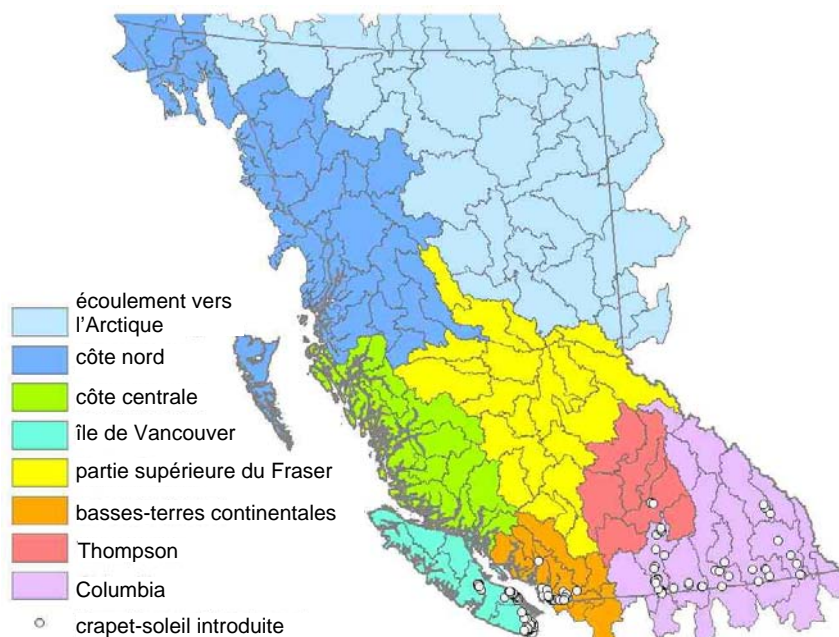 écoulement vers
l'Arctique
côte nord
côte centrale
île de Vancouver
partie supérieure du Fraser
basses-terres continentales
Thompson
Columbia
crapet-soleil introduite